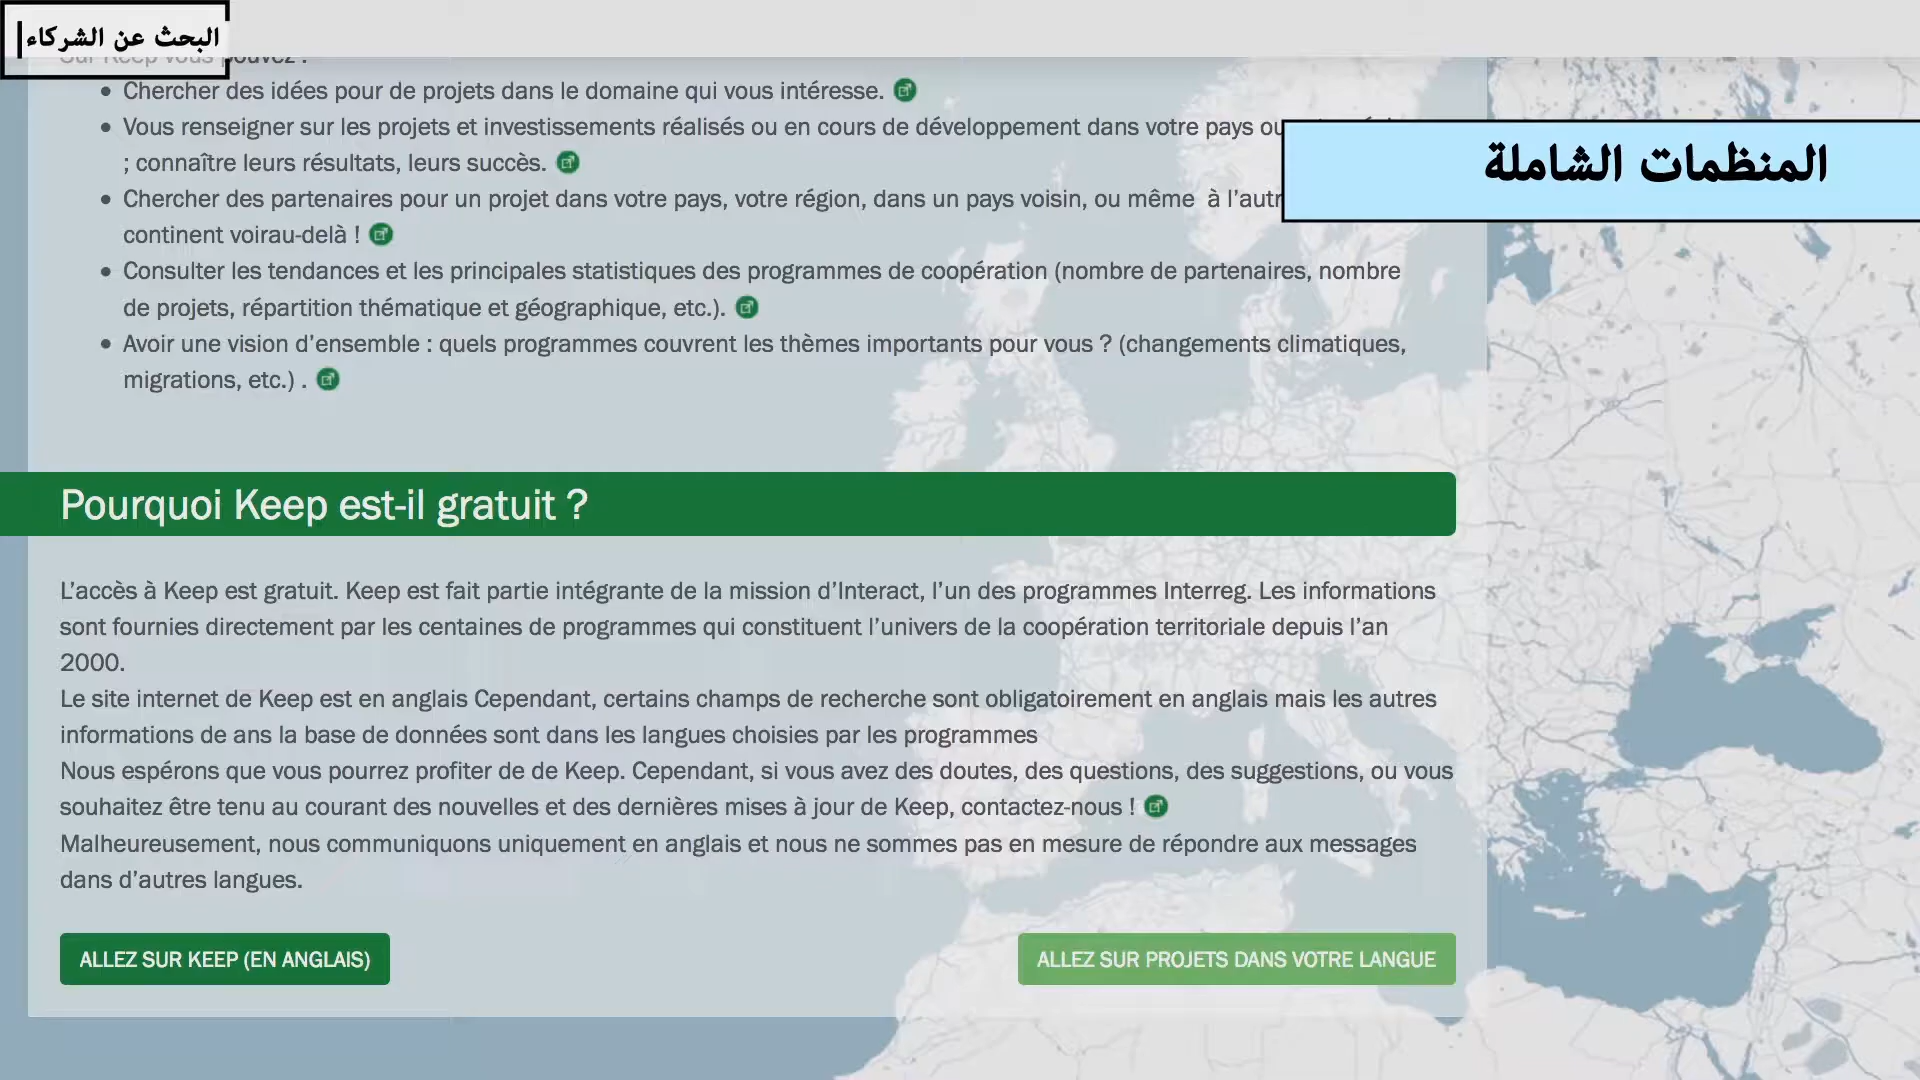 البحث عن الشركاء
Sur Keep vous pouvez :
Chercher des idées pour de projets dans le domaine qui vous intéresse.
Vous renseigner sur les projets et investissements réalisés ou en cours de développement dans votre pays ou
; connaître leurs résultats, leurs succès.
المنظمات الشاملة
Chercher des partenaires pour un projet dans votre pays, votre région, dans un pays voisin, ou même à l’autr
continent voirau-delà !
Consulter les tendances et les principales statistiques des programmes de coopération (nombre de partenaires, nombre
de projets, répartition thématique et géographique, etc.).
Avoir une vision d’ensemble : quels programmes couvrent les thèmes importants pour vous ? (changements climatiques,
migrations, etc.) .
Pourquoi Keep est-il gratuit ?
L’accès à Keep est gratuit. Keep est fait partie intégrante de la mission d’Interact, l’un des programmes Interreg. Les informations
sont fournies directement par les centaines de programmes qui constituent l’univers de la coopération territoriale depuis l’an
2000.
Le site internet de Keep est en anglais Cependant, certains champs de recherche sont obligatoirement en anglais mais les autres
informations de ans la base de données sont dans les langues choisies par les programmes
Nous espérons que vous pourrez profiter de de Keep. Cependant, si vous avez des doutes, des questions, des suggestions, ou vous
souhaitez être tenu au courant des nouvelles et des dernières mises à jour de Keep, contactez-nous !
Malheureusement, nous communiquons uniquement en anglais et nous ne sommes pas en mesure de répondre aux messages
dans d’autres langues.
ALLEZ SUR KEEP (EN ANGLAIS)
ALLEZ SUR PROJETS DANS VOTRE LANGUE